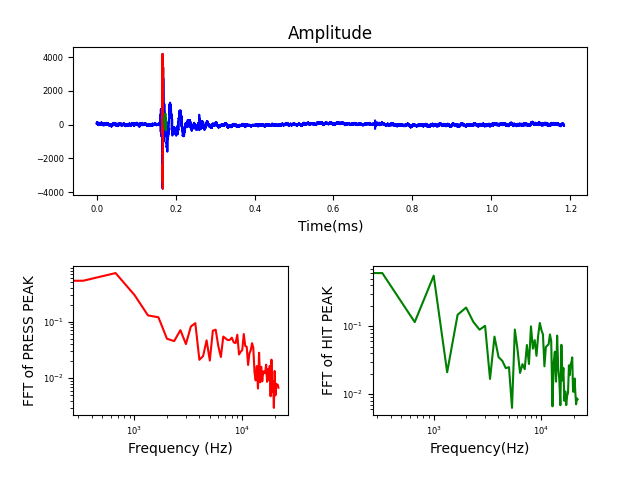 Amplitude
4000
2000
0
−2000
−4000
0.0 0.2 0.4 0.6 0.8 1.0 1.2
Time(ms)
FFT of PRESS PEAK
10⁻¹
10⁻²
10³ 10⁴
Frequency (Hz)
FFT of HIT PEAK
10⁻¹
10⁻²
10³ 10⁴
Frequency(Hz)